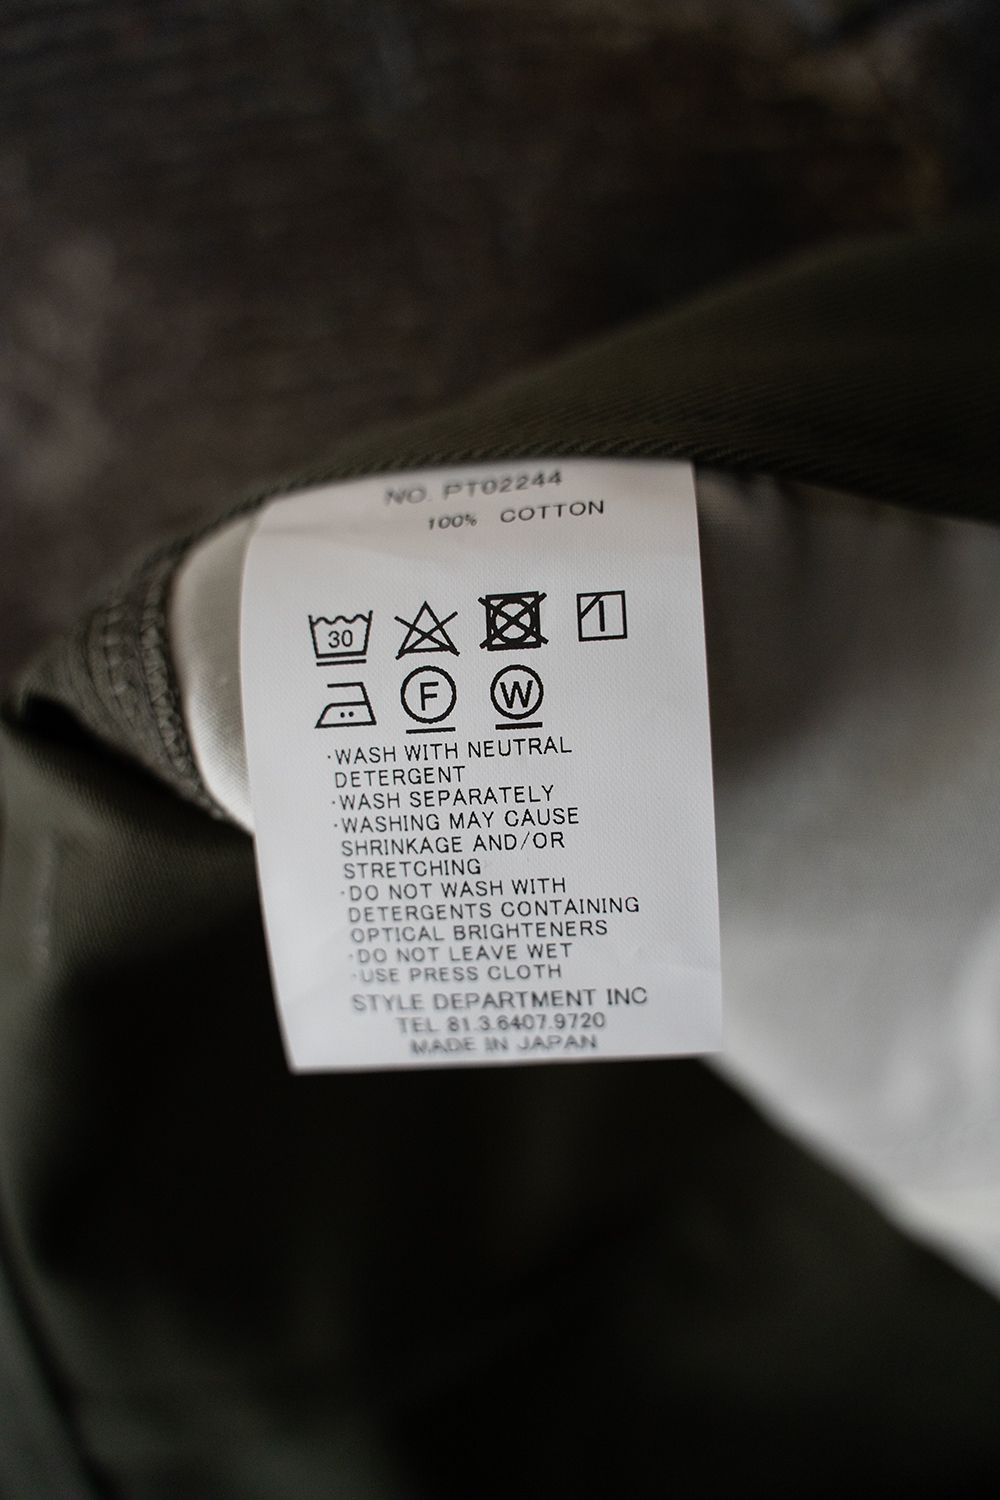 NO. PT02244
100% COTTON
30
F W
·WASH WITH NEUTRAL
DETERGENT
·WASH SEPARATELY
·WASHING MAY CAUSE
SHRINKAGE AND/OR
STRETCHING
·DO NOT WASH WITH
DETERGENTS CONTAINING
OPTICAL BRIGHTENERS
·DO NOT LEAVE WET
·USE PRESS CLOTH
STYLE DEPARTMENT INC
TEL 81.3.6407.9720
MADE IN JAPAN